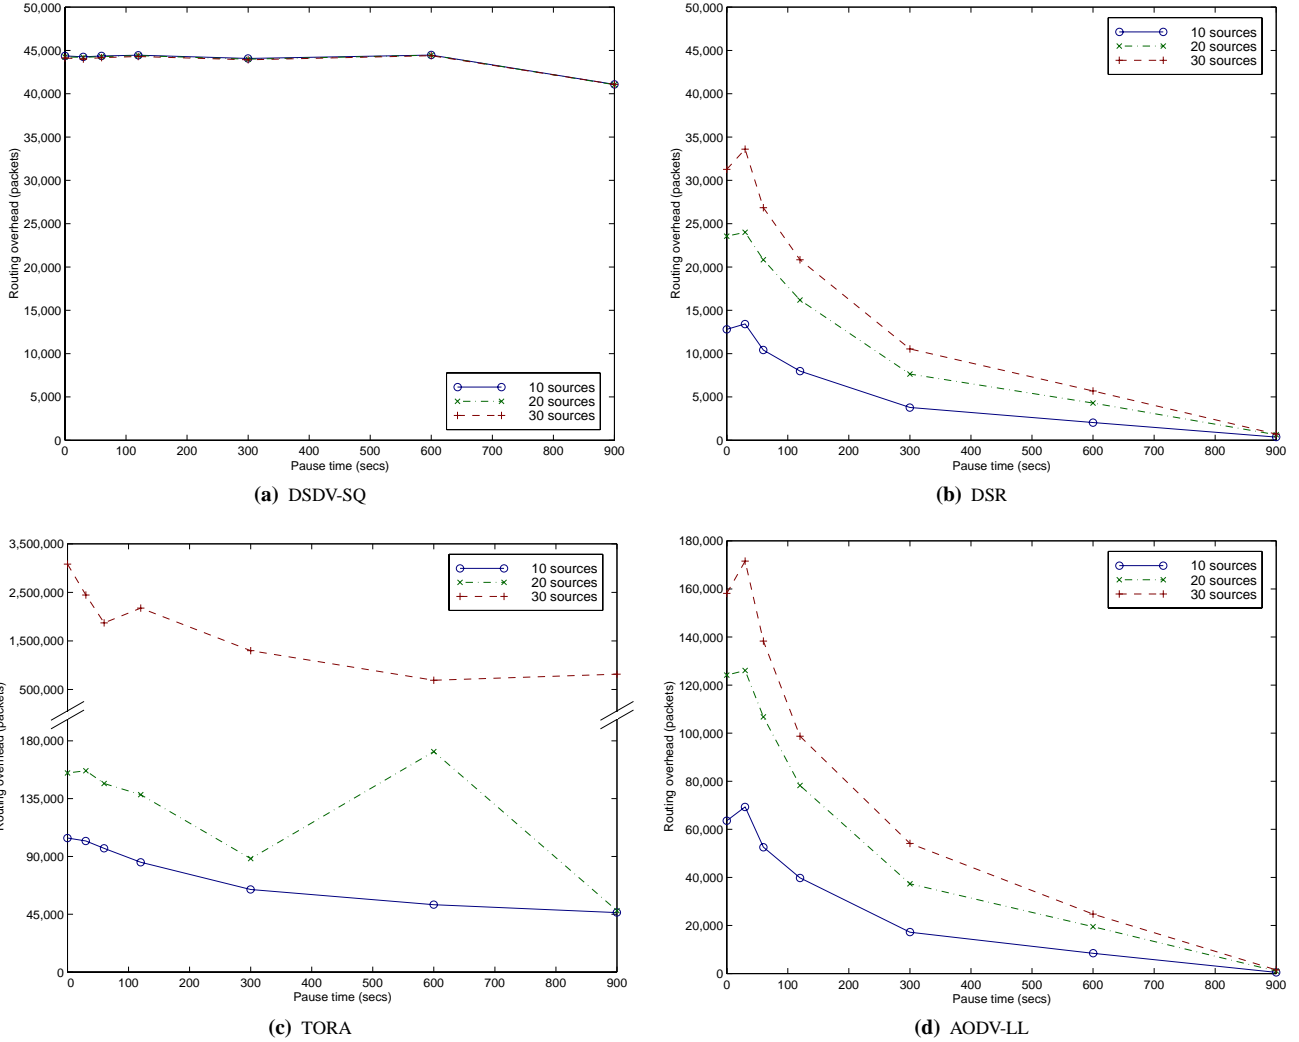 50,000
45,000
40,000
35,000
30,000
25,000
20,000
15,000
10,000
5,000
0
Routing overhead (packets)
10 sources
20 sources
30 sources
0 100 200 300 400 500 600 700 800 900
Pause time (secs)
(a) DSDV-SQ
50,000
45,000
40,000
35,000
30,000
25,000
20,000
15,000
10,000
5,000
0
Routing overhead (packets)
10 sources
20 sources
30 sources
0 100 200 300 400 500 600 700 800 900
Pause time (secs)
(b) DSR
3,500,000
2,500,000
1,500,000
500,000
180,000
135,000
90,000
45,000
0
Routing overhead (packets)
10 sources
20 sources
30 sources
0 100 200 300 400 500 600 700 800 900
Pause time (secs)
(c) TORA
180,000
160,000
140,000
120,000
100,000
80,000
60,000
40,000
20,000
0
Routing overhead (packets)
10 sources
20 sources
30 sources
0 100 200 300 400 500 600 700 800 900
Pause time (secs)
(d) AODV-LL